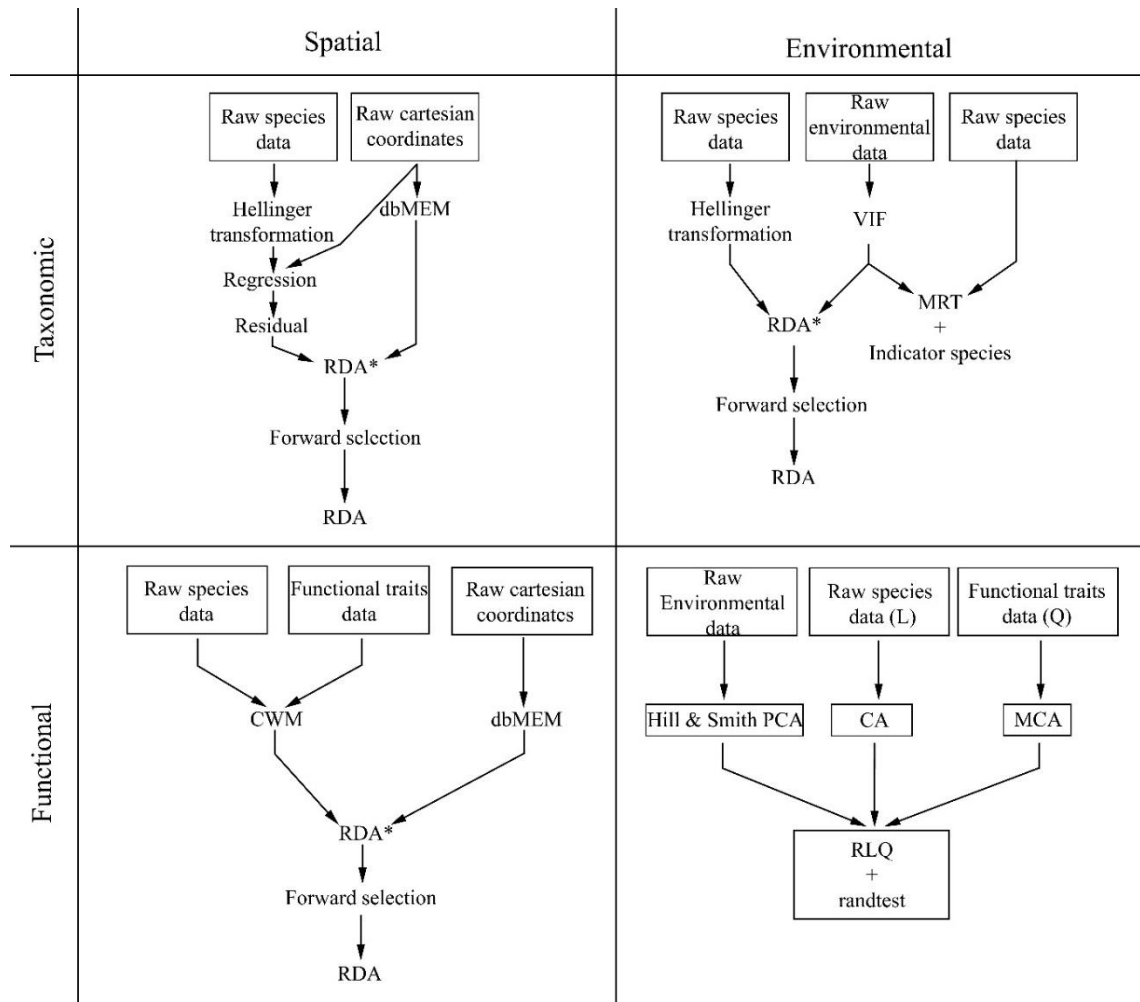 Spatial
Environmental
Taxonomic
Raw species
data
Raw cartesian
coordinates
Hellinger
transformation
dbMEM
Regression
Residual
RDA*
Forward selection
RDA
Raw species
data
Raw
environmental
data
Raw species
data
Hellinger
transformation
VIF
RDA*
MRT
+
Indicator species
Forward selection
RDA
Functional
Raw species
data
Functional traits
data
Raw cartesian
coordinates
CWM
dbMEM
RDA*
Forward selection
RDA
Raw
Environmental
data
Raw species
data (L)
Functional traits
data (Q)
Hill & Smith PCA
CA
MCA
RLQ
+
randtest